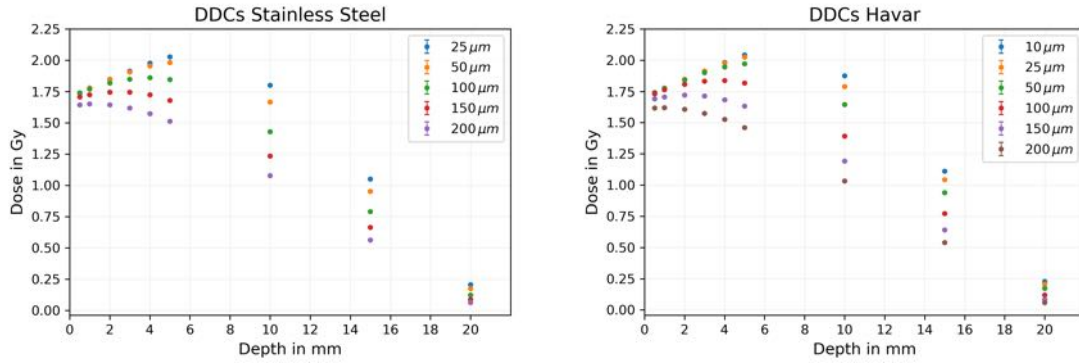 DDCs Stainless Steel
2.25
2.00
1.75
1.50
1.25
1.00
0.75
0.50
0.25
0.00
Dose in Gy
25 μm
50 μm
100 μm
150 μm
200 μm
0 2 4 6 8 10 12 14 16 18 20
Depth in mm
DDCs Havar
2.25
2.00
1.75
1.50
1.25
1.00
0.75
0.50
0.25
0.00
Dose in Gy
10 μm
25 μm
50 μm
100 μm
150 μm
200 μm
0 2 4 6 8 10 12 14 16 18 20
Depth in mm